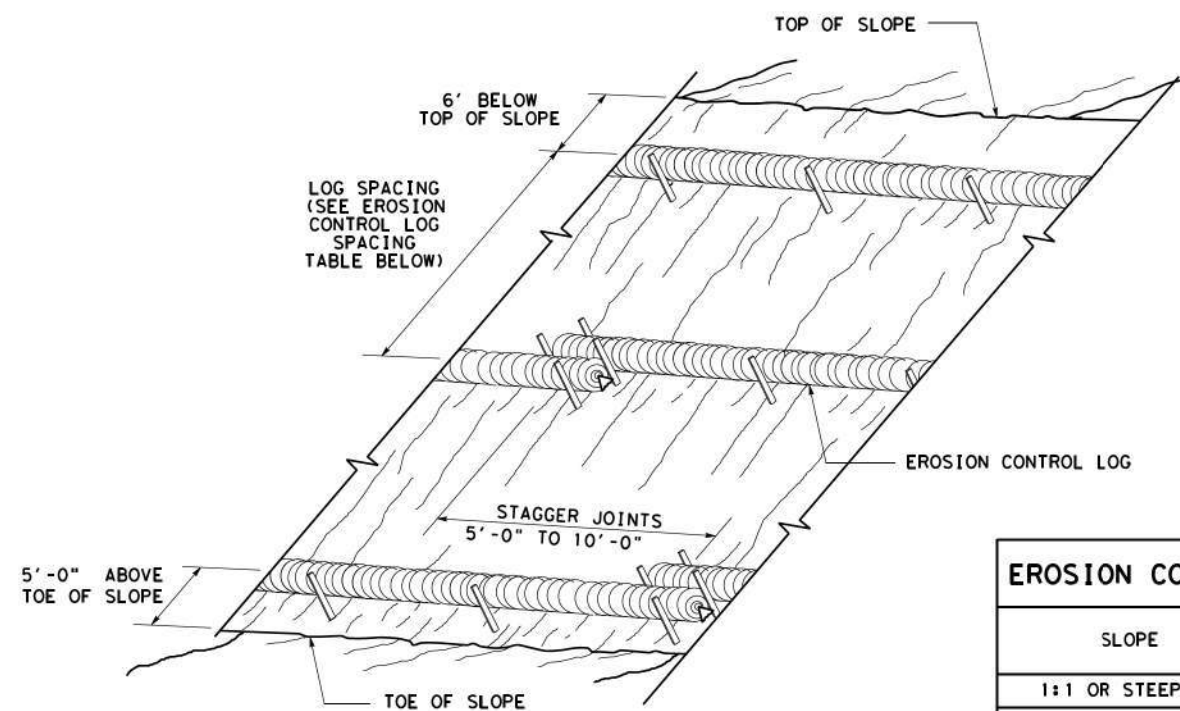 TOP OF SLOPE
6' BELOW
TOP OF SLOPE
LOG SPACING
(SEE EROSION
CONTROL LOG
SPACING
TABLE BELOW)
EROSION CONTROL LOG
STAGGER JOINTS
5'-0" TO 10'-0"
5'-0" ABOVE
TOE OF SLOPE
TOE OF SLOPE
EROSION CO
SLOPE
1:1 OR STEEP